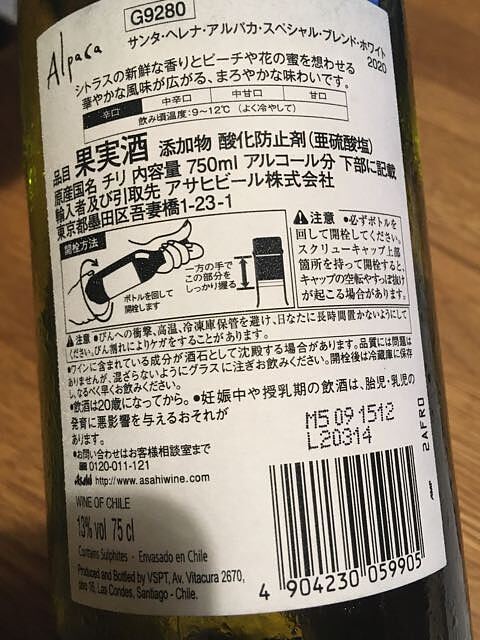 G9280
Alpaca
サンタ・ヘレナ・アルパカ・スペシャル・ブレンド・ホワイト
2020
シトラスの新鮮な香りとピーチや花の蜜を想わせる
華やかな風味が広がる、まろやかな味わいです。
辛口 中辛口 中甘口 甘口
飲み頃温度:9~12℃(よく冷やして)
品目 果実酒 添加物 酸化防止剤(亜硫酸塩)
原産国名 チリ 内容量 750ml アルコール分 下部に記載
輸入者及び引取先 アサヒビール株式会社
東京都墨田区吾妻橋1-23-1
開栓方法
ボトルを回して
開栓します
一方の手で
この部分を
しっかり握る
注意 ●必ずボトルを
回して開栓してください。
スクリューキャップ上部
箇所を持って開栓すると、
キャップの空転やすっぽ抜け
が起こる場合があります。
注意 ●びんへの衝撃、高温、冷凍庫保管を避け、日なたに長時間置かないようにして
ください。びん割れによりケガをすることがあります。
●ワインに含まれている成分が酒石として沈殿する場合があります。品質には問題は
ありませんが、混ざらないようにグラスに注ぎお飲みください。開栓後は冷蔵庫に保存
し、なるべく早くお飲みください。
●飲酒は20歳になってから。●妊娠中や授乳期の飲酒は、胎児・乳児の
発育に悪影響を与えるおそれが
あります。
●お問い合わせはお客様相談室まで
0120-011-121
Asahi http://www.asahiwine.com
M5 09 1512
L20314
2AFRO
WINE OF CHILE
13% vol 75 cl
Contains Sulphites - Envasado en Chile
Produced and Bottled by VSPT, Av. Vitacura 2670,
piso 16, Las Condes, Santiago - Chile.
4 904230 059905